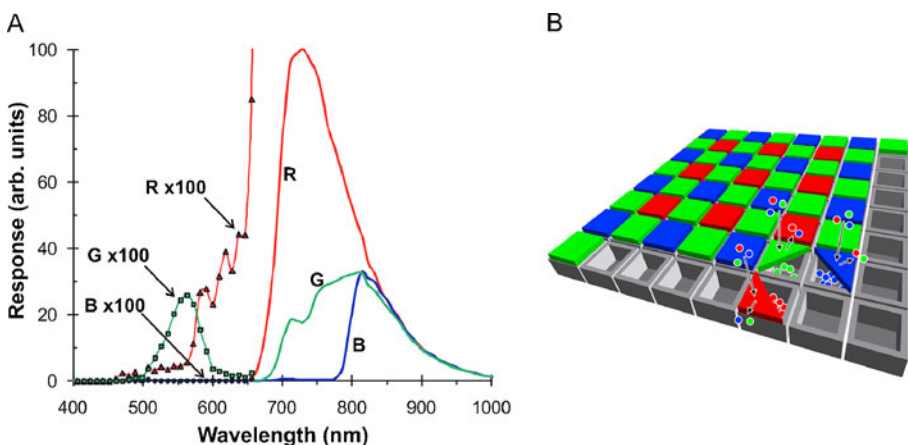 A
B
100
80
60
40
20
0
Response (arb. units)
R x100
G x100
B x100
R
G
B
400 500 600 700 800 900 1000
Wavelength (nm)